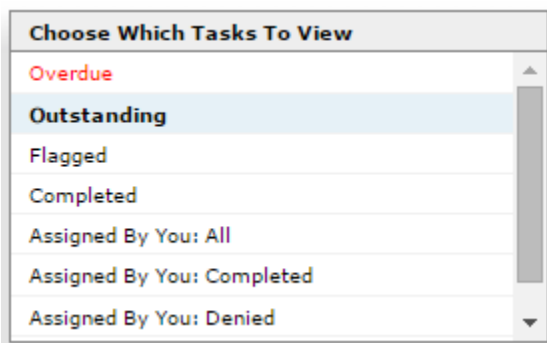 Choose Which Tasks To View
Overdue
Outstanding
Flagged
Completed
Assigned By You: All
Assigned By You: Completed
Assigned By You: Denied